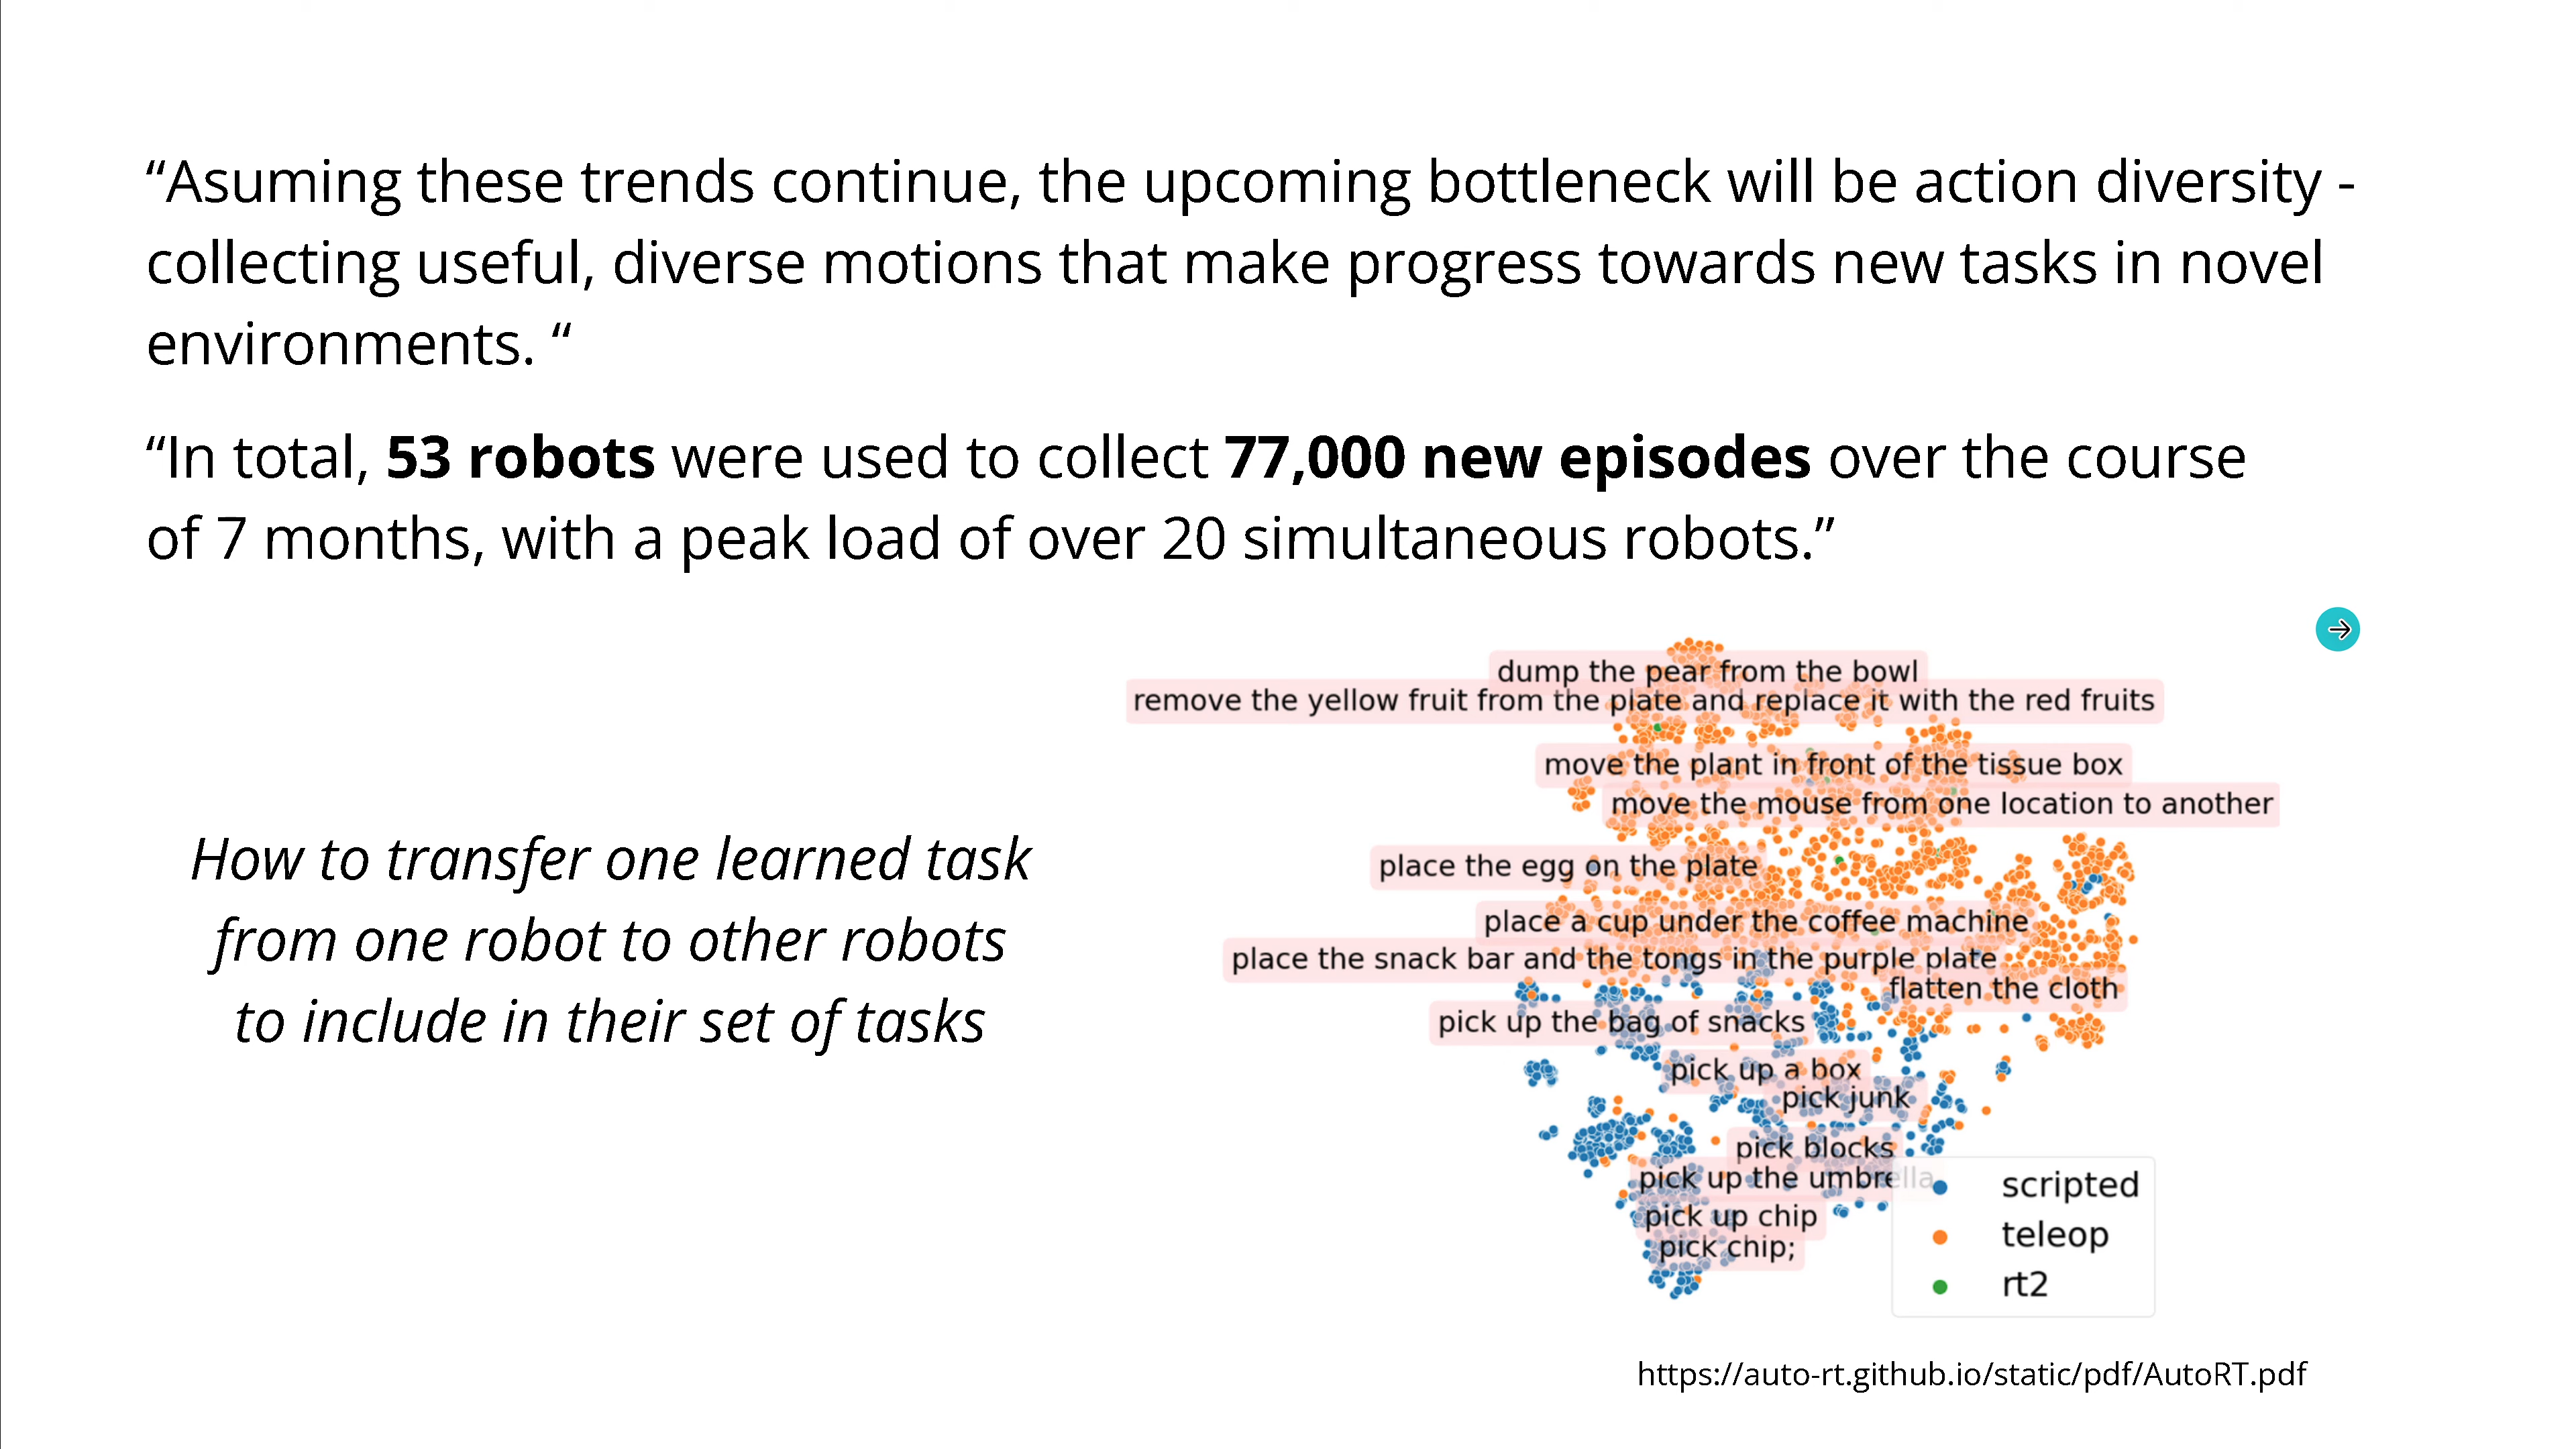 “Asuming these trends continue, the upcoming bottleneck will be action diversity -
collecting useful, diverse motions that make progress towards new tasks in novel
environments. “
“In total, 53 robots were used to collect 77,000 new episodes over the course
of 7 months, with a peak load of over 20 simultaneous robots.”
How to transfer one learned task
from one robot to other robots
to include in their set of tasks
dump the pear from the bowl
remove the yellow fruit from the plate and replace it with the red fruits
move the plant in front of the tissue box
move the mouse from one location to another
place the egg on the plate
place a cup under the coffee machine
place the snack bar and the tongs in the purple plate
flatten the cloth
pick up the bag of snacks
pick up a box
pick junk
pick blocks
pick up the umbrella
pick up chip
pick chip;
scripted
teleop
rt2
https://auto-rt.github.io/static/pdf/AutoRT.pdf